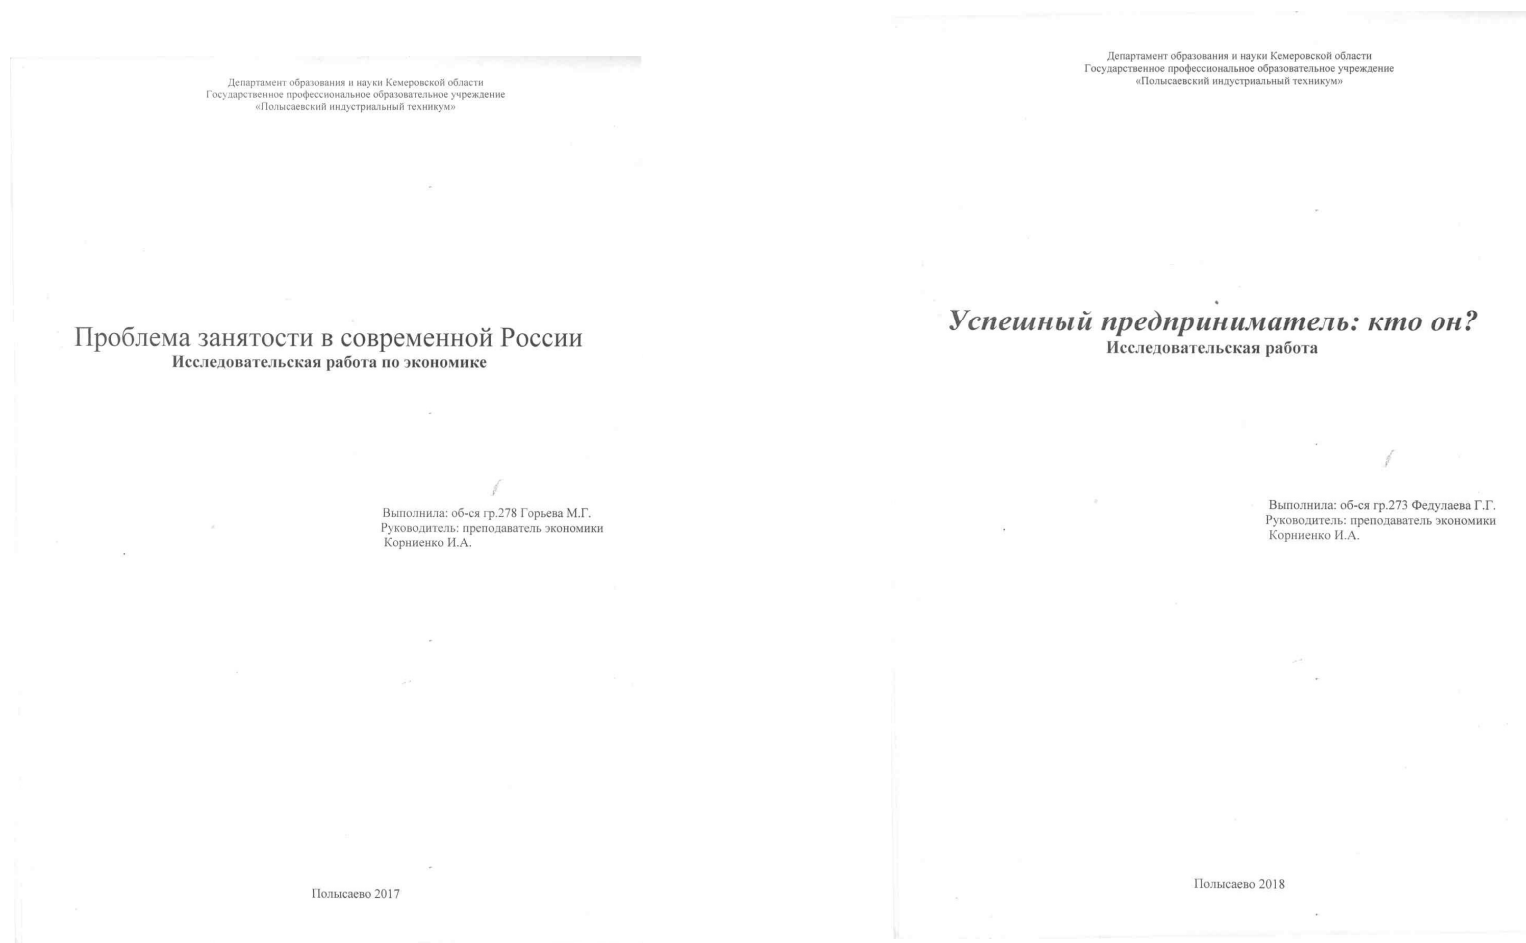 Департамент образования и науки Кемеровской области
Государственное профессиональное образовательное учреждение
«Полысаевский индустриальный техникум»
Проблема занятости в современной России
Исследовательская работа по экономике
Выполнила: об-ся гр.278 Горьева М.Г.
Руководитель: преподаватель экономики
Корниенко И.А.
Полысаево 2017
Департамент образования и науки Кемеровской области
Государственное профессиональное образовательное учреждение
«Полысаевский индустриальный техникум»
Успешный предприниматель: кто он?
Исследовательская работа
Выполнила: об-ся гр.273 Федулаева Г.Г.
Руководитель: преподаватель экономики
Корниенко И.А.
Полысаево 2018